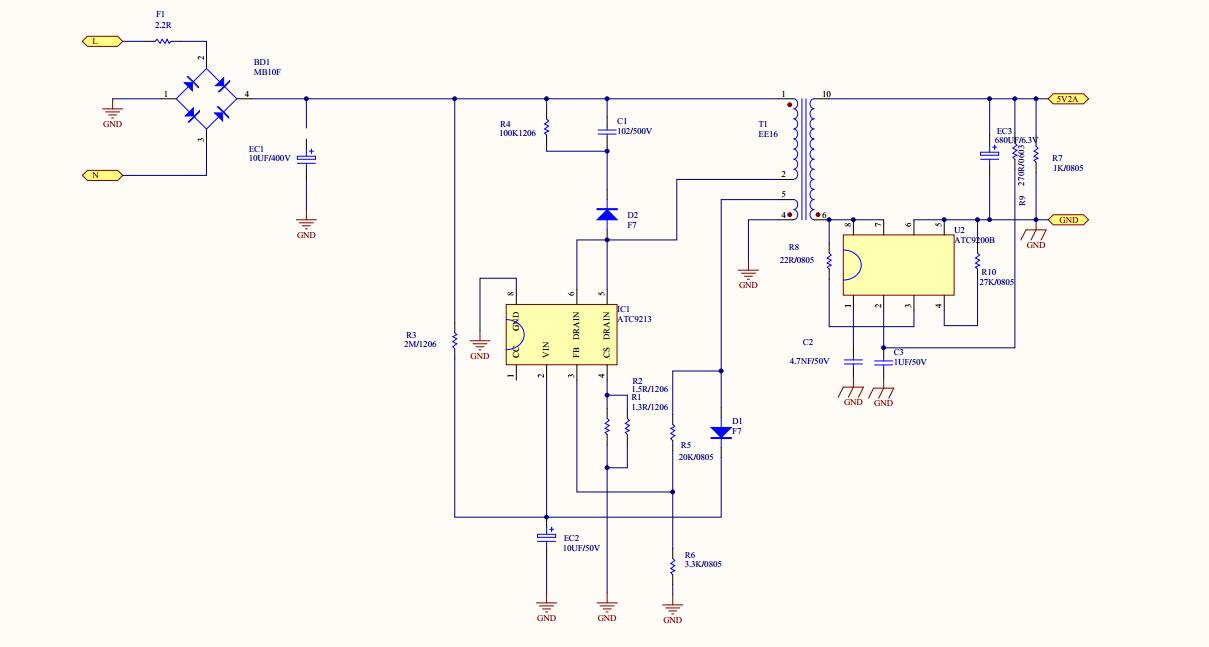 F1
2.2R
L
2
BD1
MB10F
1
4
GND
3
N
EC1
10UF/400V
+
GND
R4
100K1206
C1
102/500V
T1
EE16
1
10
2
5
4
6
5V2A
EC3
680UF/6.3V
+
270R/0603
R9
R7
1K/0805
GND
GND
D2
F7
GND
R8
22R/0805
8
7
6
5
U2
ATC9200B
R10
27K/0805
1
2
3
4
C2
4.7NF/50V
C3
1UF/50V
GND
GND
8
6
5
IC1
ATC9213
GND
DRAIN
DRAIN
CC
VIN
FB
CS
1
2
3
4
GND
R3
2M/1206
R2
1.5R/1206
R1
1.3R/1206
R5
20K/0805
D1
F7
+
EC2
10UF/50V
R6
3.3K/0805
GND
GND
GND